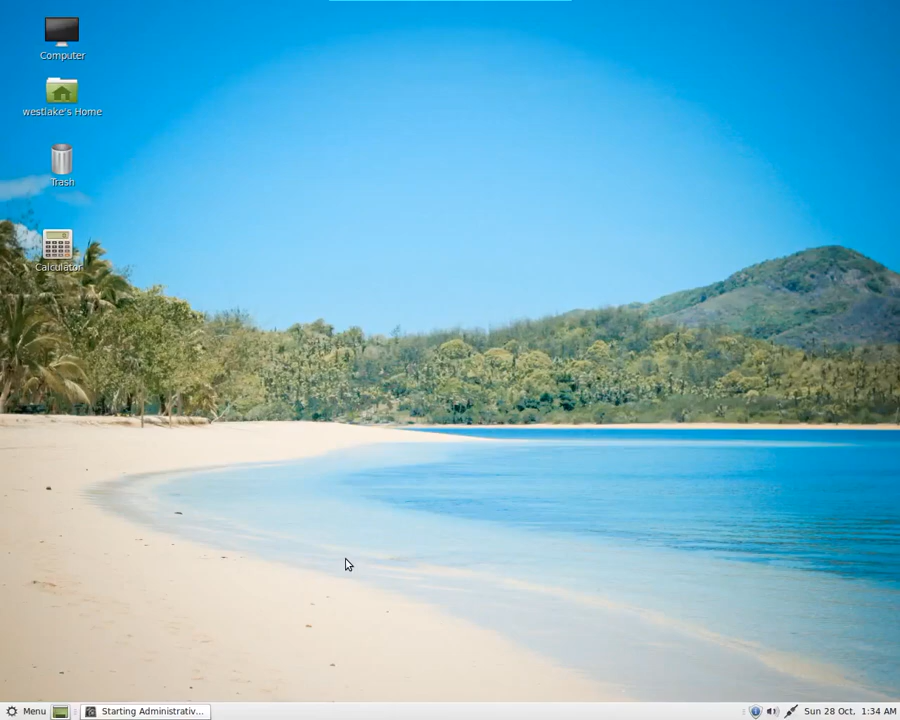 Computer
westlake's Home
Trash
Calculator
Menu
Starting Administrativ...
Sun 28 Oct, 1:34 AM